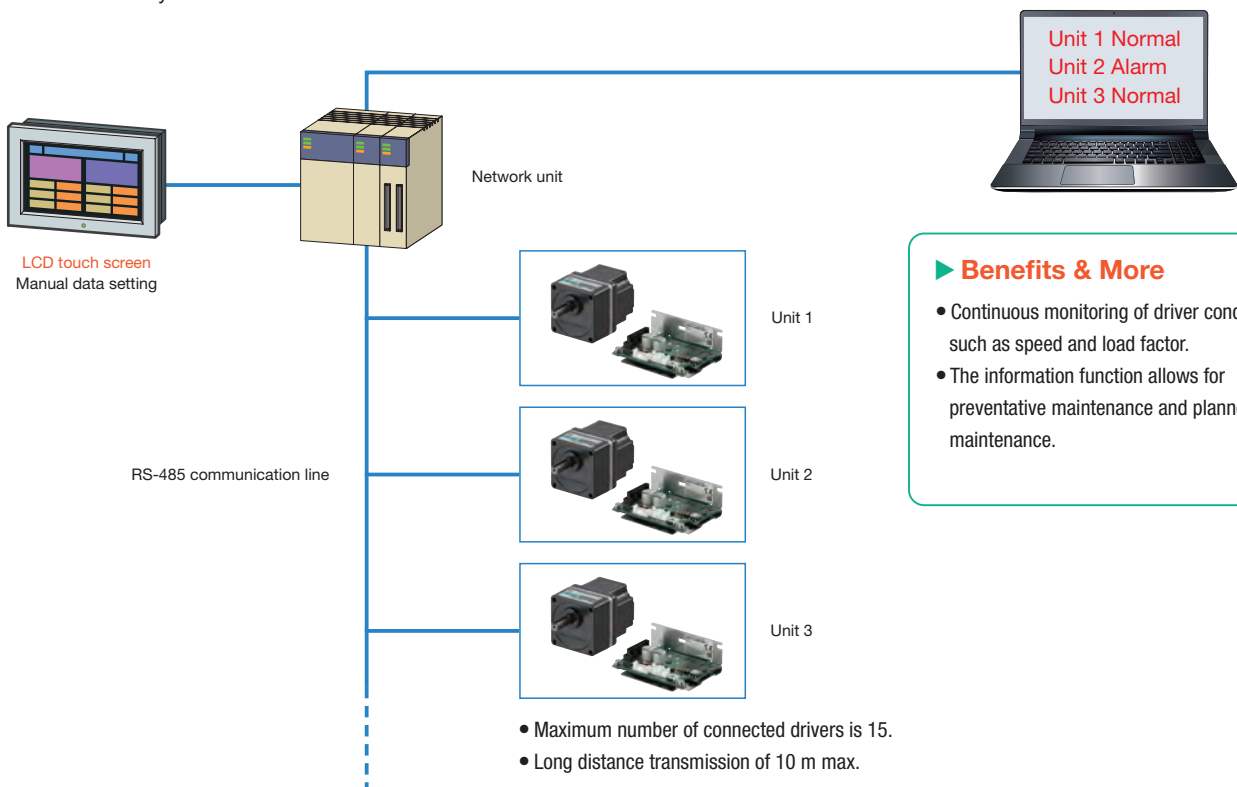 Unit 1 Normal
Unit 2 Alarm
Unit 3 Normal
Network unit
LCD touch screen
Manual data setting
Unit 1
▶ Benefits & More
• Continuous monitoring of driver
such as speed and load factor.
• The information function allows for
preventative maintenance and
maintenance.
RS-485 communication line
Unit 2
Unit 3
• Maximum number of connected drivers is 15.
• Long distance transmission of 10 m max.